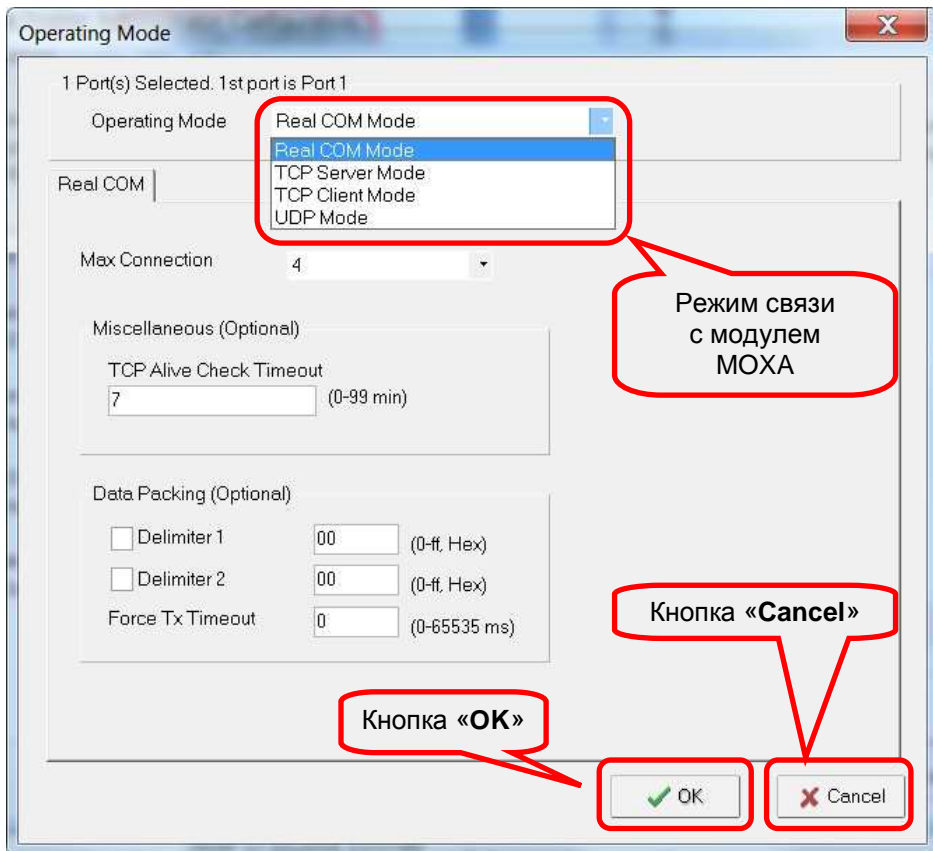 Operating Mode
X
1 Port(s) Selected. 1st port is Port 1
Operating Mode Real COM Mode
Real COM Mode
TCP Server Mode
TCP Client Mode
UDP Mode
Real COM
Max Connection 4
Режим связи
с модулем
MOXA
Miscellaneous (Optional)
TCP Alive Check Timeout
7 (0-99 min)
Data Packing (Optional)
Delimiter 1 00 (0-ff, Hex)
Delimiter 2 00 (0-ff, Hex)
Force Tx Timeout 0 (0-65535 ms)
Кнопка «Cancel»
Кнопка «OK»
OK
Cancel